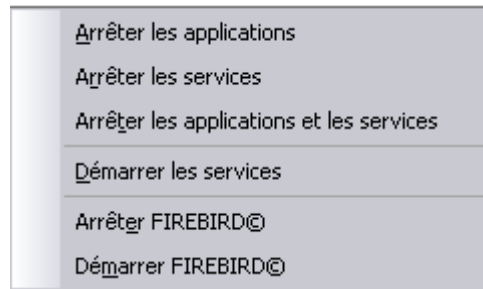 Arrêter les applications
Arrêter les services
Arrêter les applications et les services
Démarrer les services
Arrêter FIREBIRD©
Démarrer FIREBIRD©